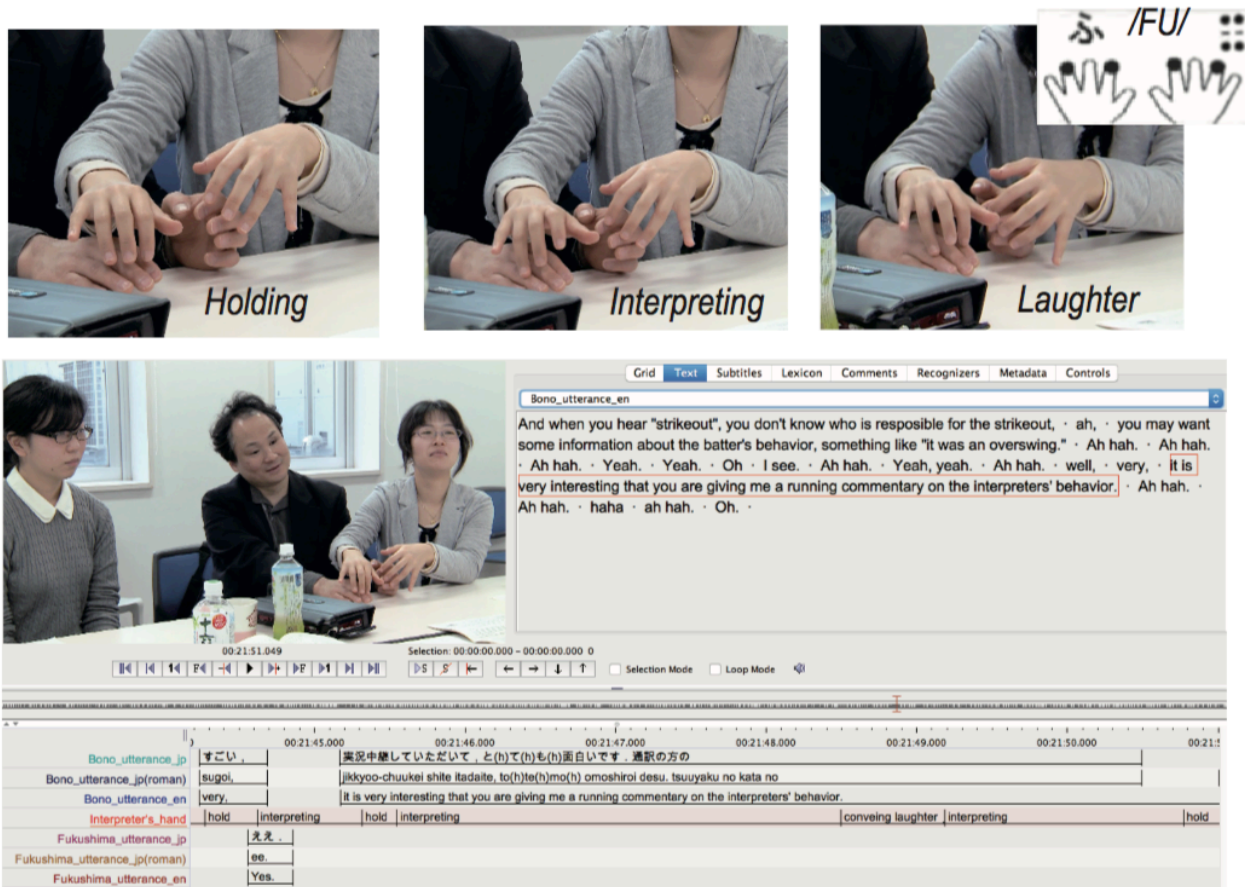 ふ /FU/
Holding
Interpreting
Laughter
Grid Text Subtitles Lexicon Comments Recognizers Metadata Controls
Bono_utterance_en
And when you hear "strikeout", you don't know who is resposible for the strikeout, · ah, · you may want
some information about the batter's behavior, something like "it was an overswing." · Ah hah. · Ah hah.
· Ah hah. · Yeah. · Yeah. · Oh · I see. · Ah hah. · Yeah, yeah. · Ah hah. · well, · very, · it is
very interesting that you are giving me a running commentary on the interpreters' behavior. · Ah hah. ·
Ah hah. · haha · ah hah. · Oh. ·
00:21:51.049
Selection: 00:00:00.000 - 00:00:00.000 0
1 F F 1 S S Selection Mode Loop Mode
00:21:45.000 00:21:46.000 00:21:47.000 00:21:48.000 00:21:49.000 00:21:50.000 00:21:5
Bono_utterance_jp すごい , 実況中継していただいて , と(h)て(h)も(h)面白いです . 通訳の方の
Bono_utterance_jp(roman) sugoi, jikkyoo-chuukei shite itadaite, to(h)te(h)mo(h) omoshiroi desu. tsuuyaku no kata no
Bono_utterance_en very, it is very interesting that you are giving me a running commentary on the interpreters' behavior.
Interpreter's_hand hold interpreting hold interpreting conveing laughter interpreting hold
Fukushima_utterance_jp ええ .
Fukushima_utterance_jp(roman) ee.
Fukushima_utterance_en Yes.